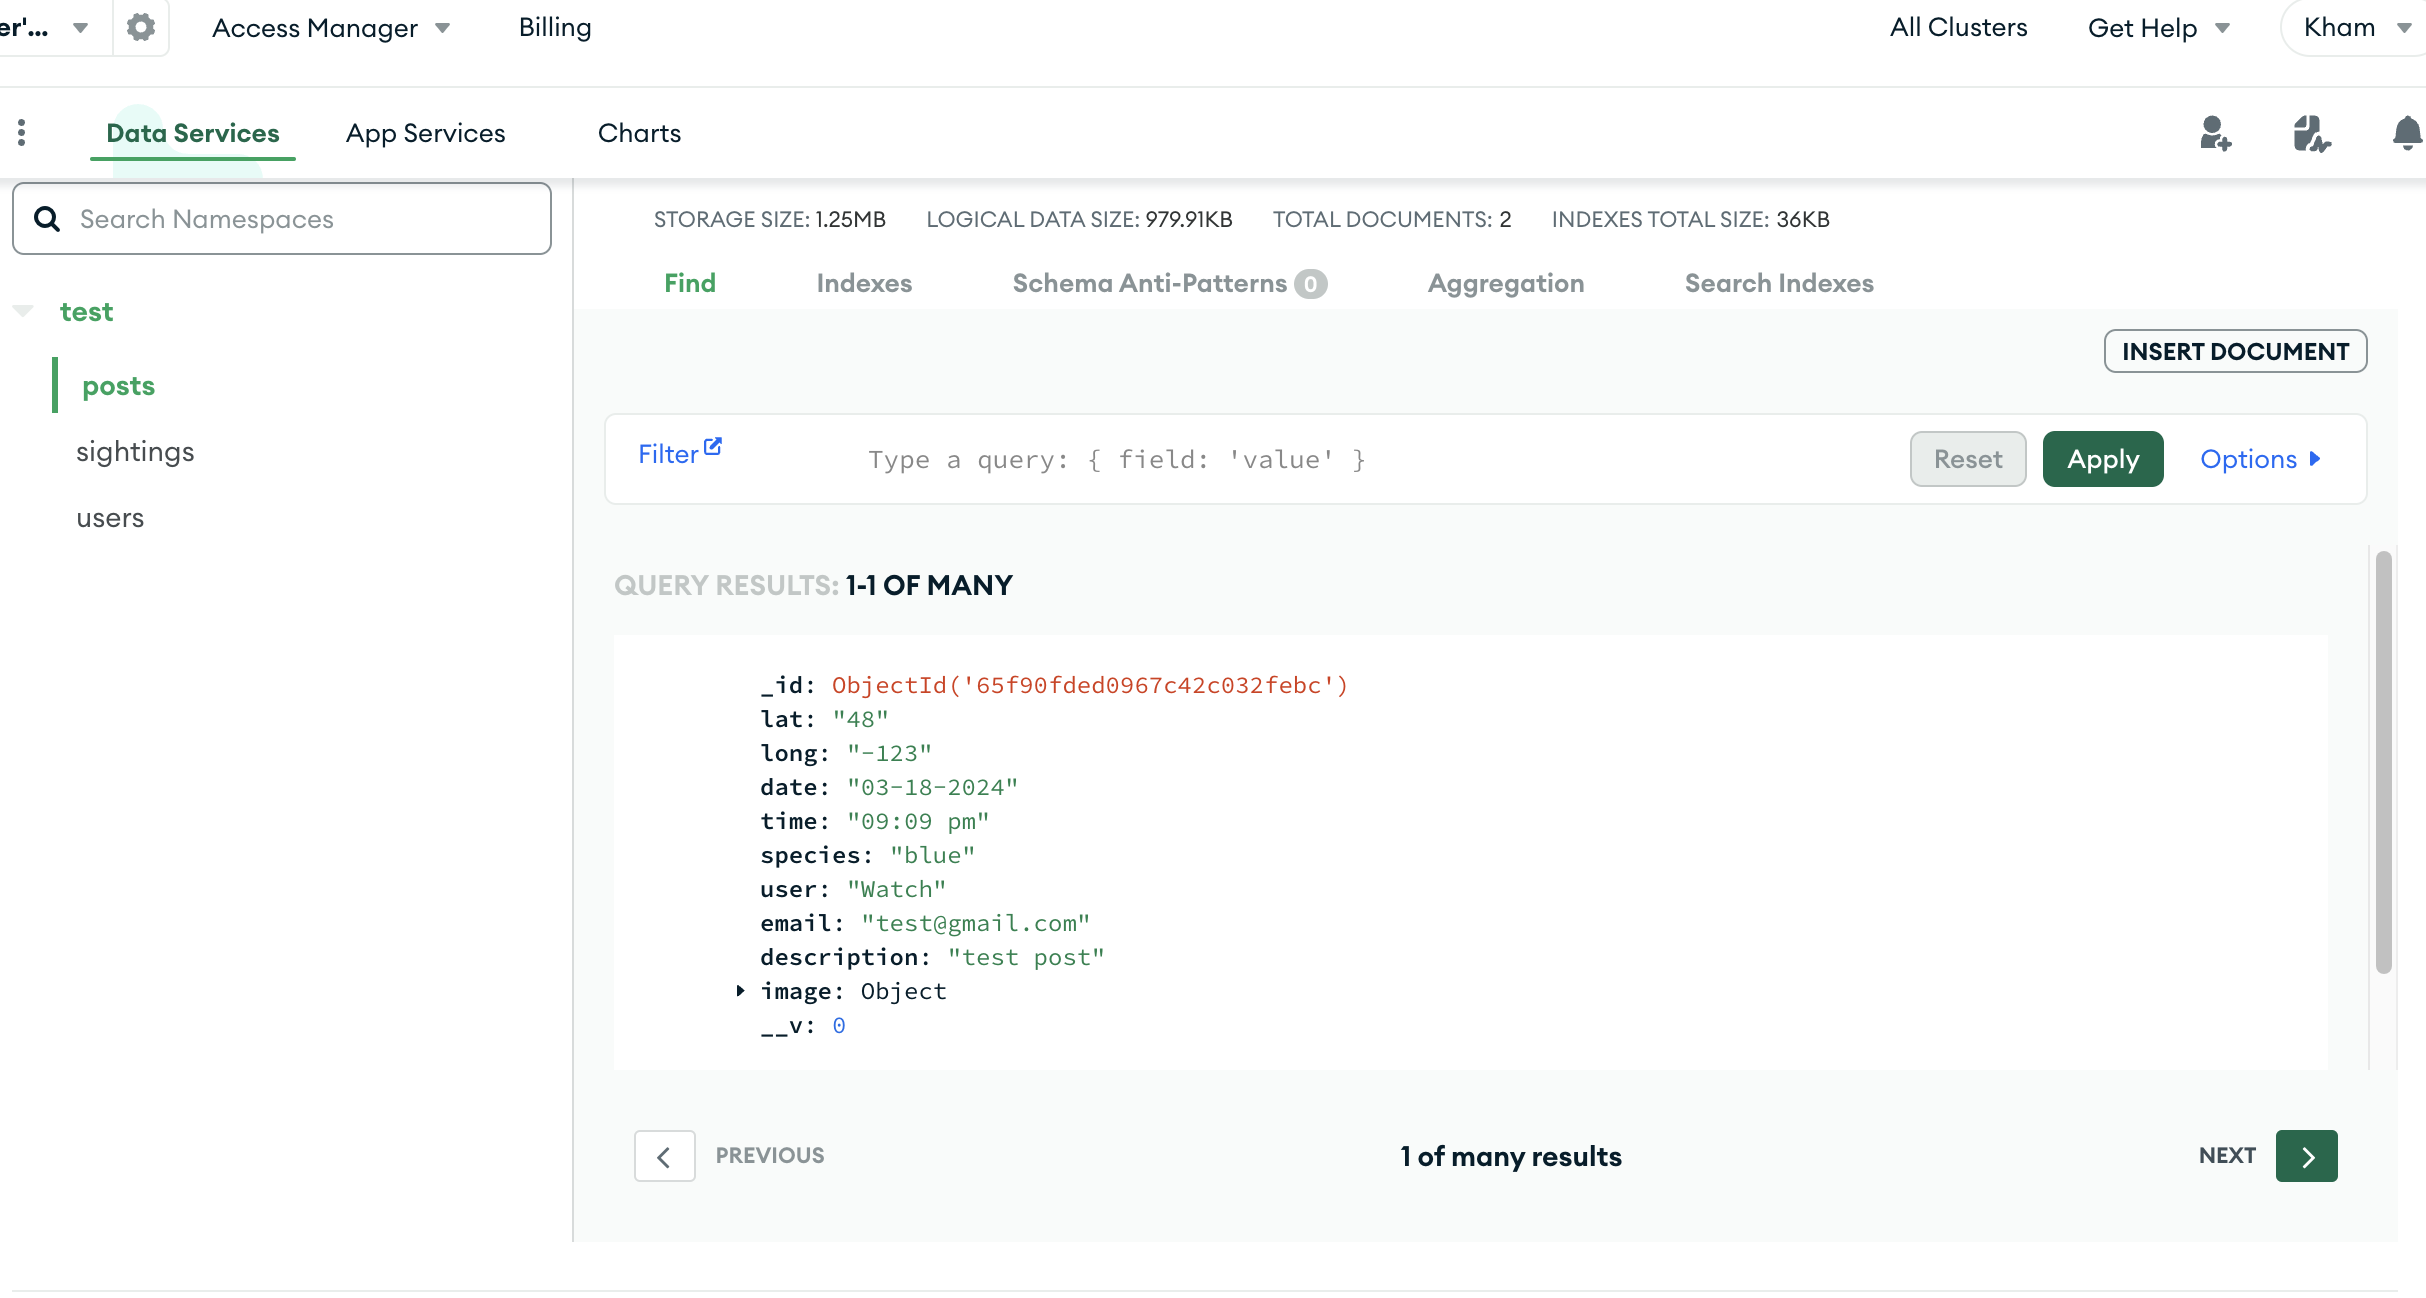 er'...
Access Manager
Billing
All Clusters
Get Help
Kham
Data Services
App Services
Charts
Search Namespaces
test
posts
sightings
users
STORAGE SIZE: 1.25MB LOGICAL DATA SIZE: 979.91KB TOTAL DOCUMENTS: 2 INDEXES TOTAL SIZE: 36KB
Find
Indexes
Schema Anti-Patterns 0
Aggregation
Search Indexes
INSERT DOCUMENT
Filter
Type a query: { field: 'value' }
Reset
Apply
Options
QUERY RESULTS: 1-1 OF MANY
_id: ObjectId('65f90fded0967c42c032febc')
lat: "48"
long: "-123"
date: "03-18-2024"
time: "09:09 pm"
species: "blue"
user: "Watch"
email: "test@gmail.com"
description: "test post"
image: Object
__v: 0
PREVIOUS
1 of many results
NEXT